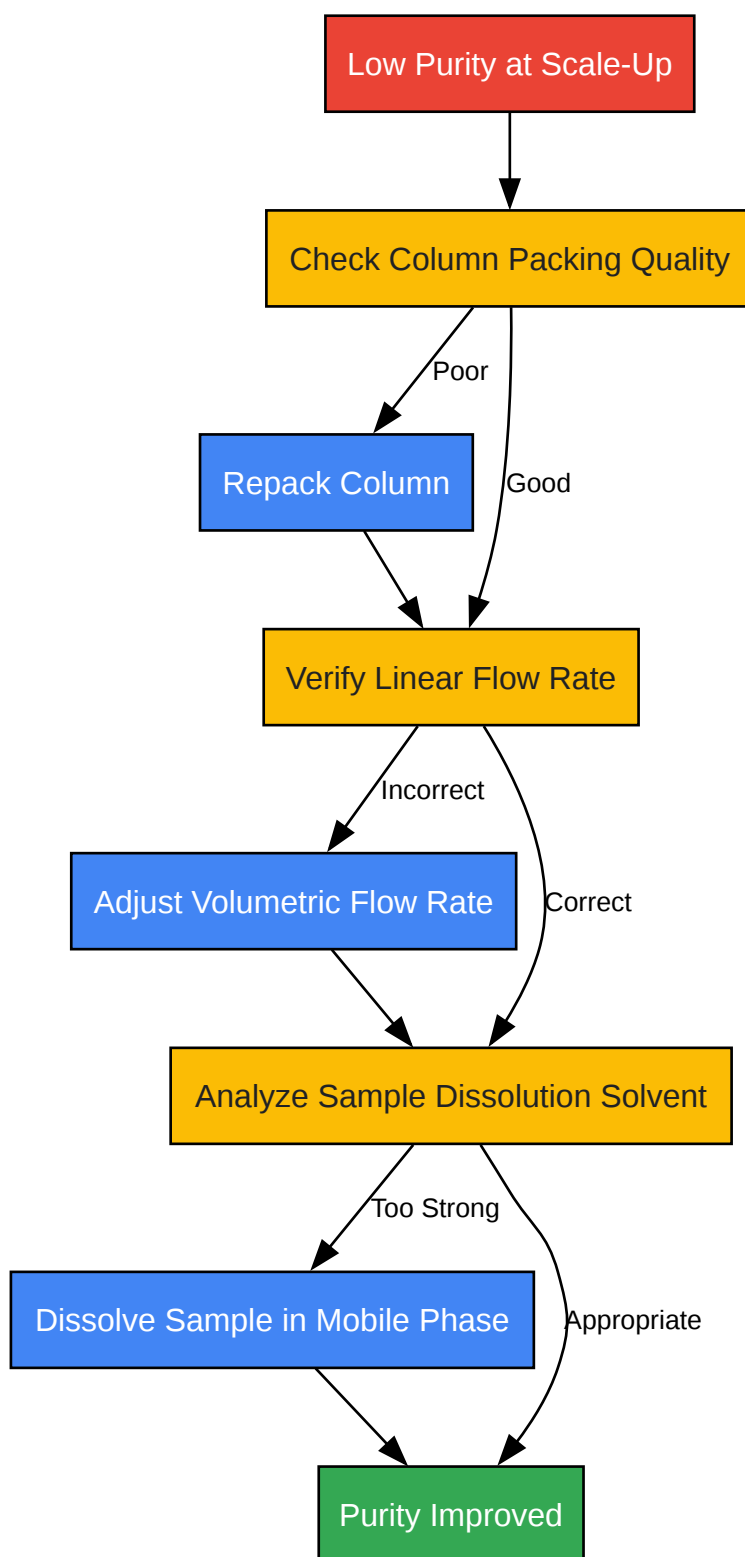 Low Purity at Scale-Up
Check Column Packing Quality
Poor
Repack Column
Good
Verify Linear Flow Rate
Incorrect
Adjust Volumetric Flow Rate
Correct
Analyze Sample Dissolution Solvent
Too Strong
Dissolve Sample in Mobile Phase
Appropriate
Purity Improved